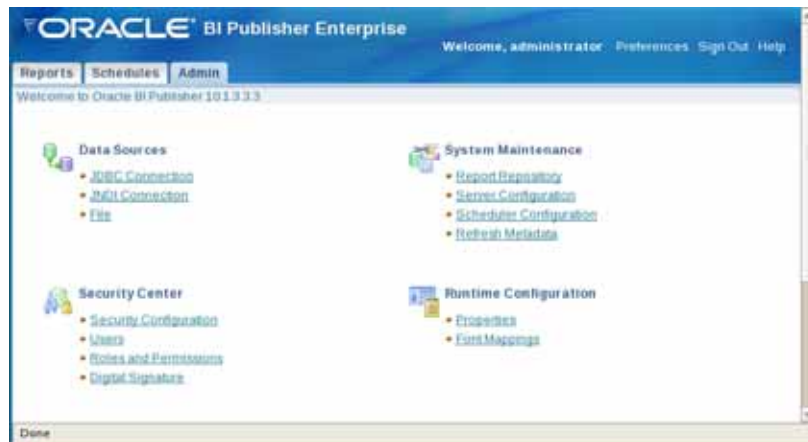 ORACLE BI Publisher Enterprise
Welcome, administrator Preferences Sign Out Help
Reports Schedules Admin
Welcome to Oracle BI Publisher 10.1.3.3.3
Data Sources
JDBC Connection
JNDI Connection
File
System Maintenance
Report Repository
Server Configuration
Scheduler Configuration
Refresh Metadata
Security Center
Security Configuration
Users
Roles and Permissions
Digital Signature
Runtime Configuration
Properties
Font Mappings
Done